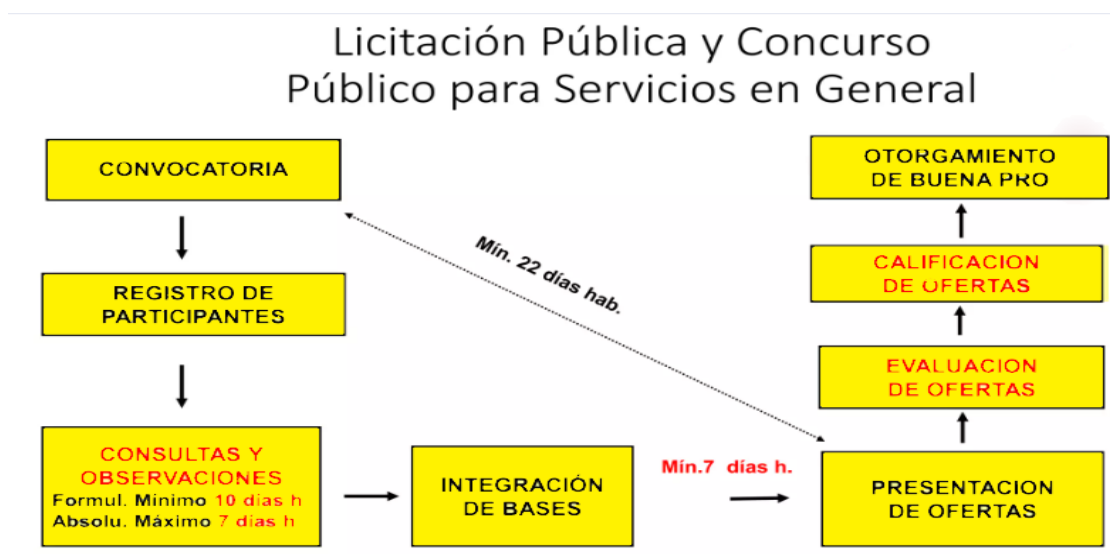 Licitación Pública y Concurso
Público para Servicios en General
CONVOCATORIA
REGISTRO DE
PARTICIPANTES
CONSULTAS Y
OBSERVACIONES
Formul. Mínimo 10 días h
Absolu. Máximo 7 días h
INTEGRACIÓN
DE BASES
Mín.7 días h.
Mín. 22 días hab.
PRESENTACION
DE OFERTAS
EVALUACION
DE OFERTAS
CALIFICACION
DE OFERTAS
OTORGAMIENTO
DE BUENA PRO